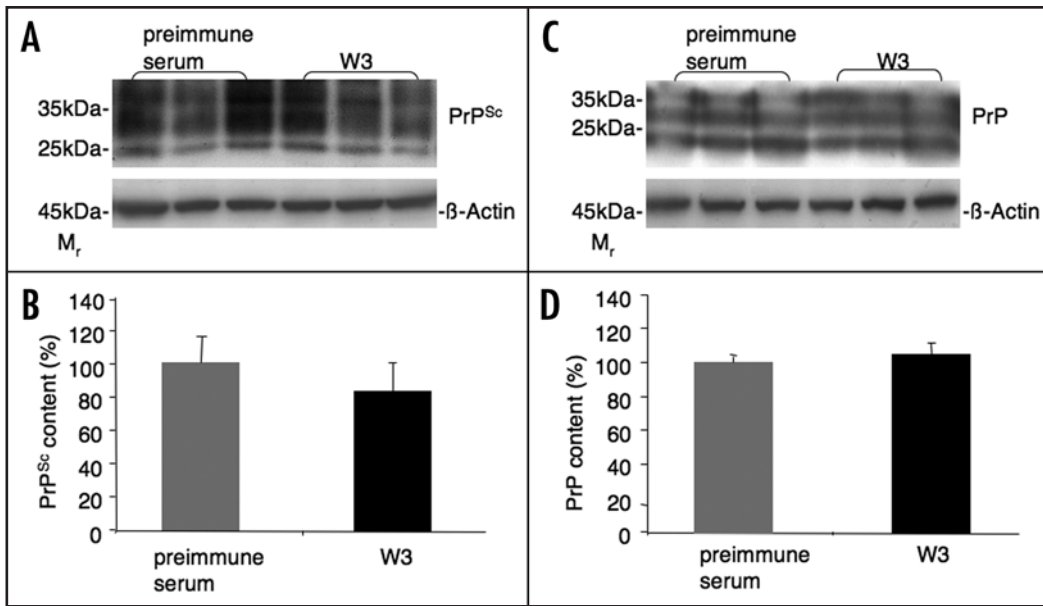 A
preimmune
serum
W3
35kDa-
PrPSc
25kDa-
45kDa-
-ß-Actin
Mr
C
preimmune
serum
W3
35kDa-
25kDa-
PrP
45kDa-
-ß-Actin
Mr
B
PrPSc content (%)
140
120
100
80
60
40
20
0
preimmune
serum
W3
D
PrP content (%)
140
120
100
80
60
40
20
0
preimmune
serum
W3